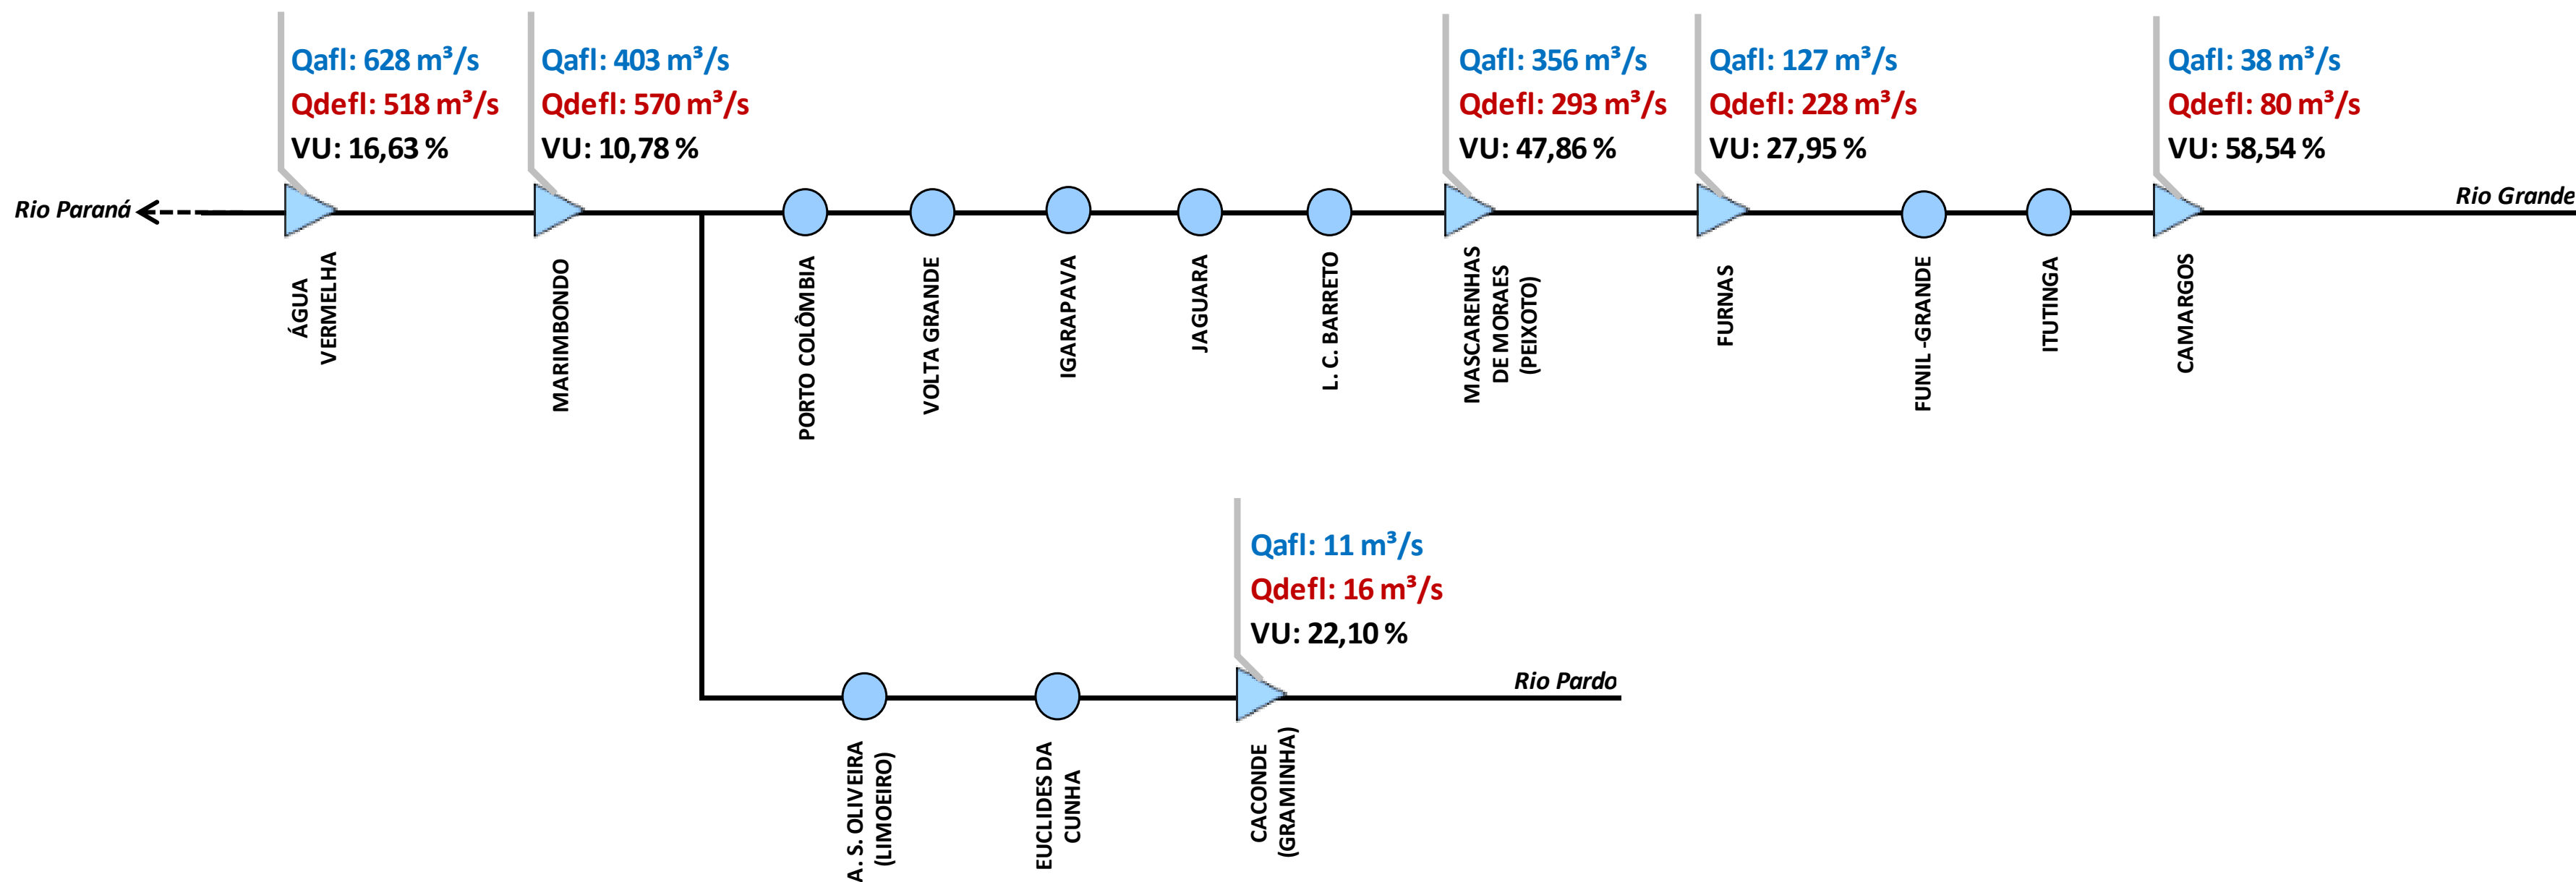 Qafl: 628 m³/s
Qdefl: 518 m³/s
VU: 16,63 %
Qafl: 403 m³/s
Qdefl: 570 m³/s
VU: 10,78 %
Qafl: 356 m³/s
Qdefl: 293 m³/s
VU: 47,86 %
Qafl: 127 m³/s
Qdefl: 228 m³/s
VU: 27,95 %
Qafl: 38 m³/s
Qdefl: 80 m³/s
VU: 58,54 %
Rio Paraná
Rio Grande
ÁGUA
VERMELHA
MARIMBONDO
PORTO COLÔMBIA
VOLTA GRANDE
IGARAPAVA
JAGUARA
L. C. BARRETO
MASCARENHAS
DE MORAES
(PEIXOTO)
FURNAS
FUNIL -GRANDE
ITUTINGA
CAMARGOS
Qafl: 11 m³/s
Qdefl: 16 m³/s
VU: 22,10 %
Rio Pardo
A. S. OLIVEIRA
(LIMOEIRO)
EUCLIDES DA
CUNHA
CACONDE
(GRAMINHA)